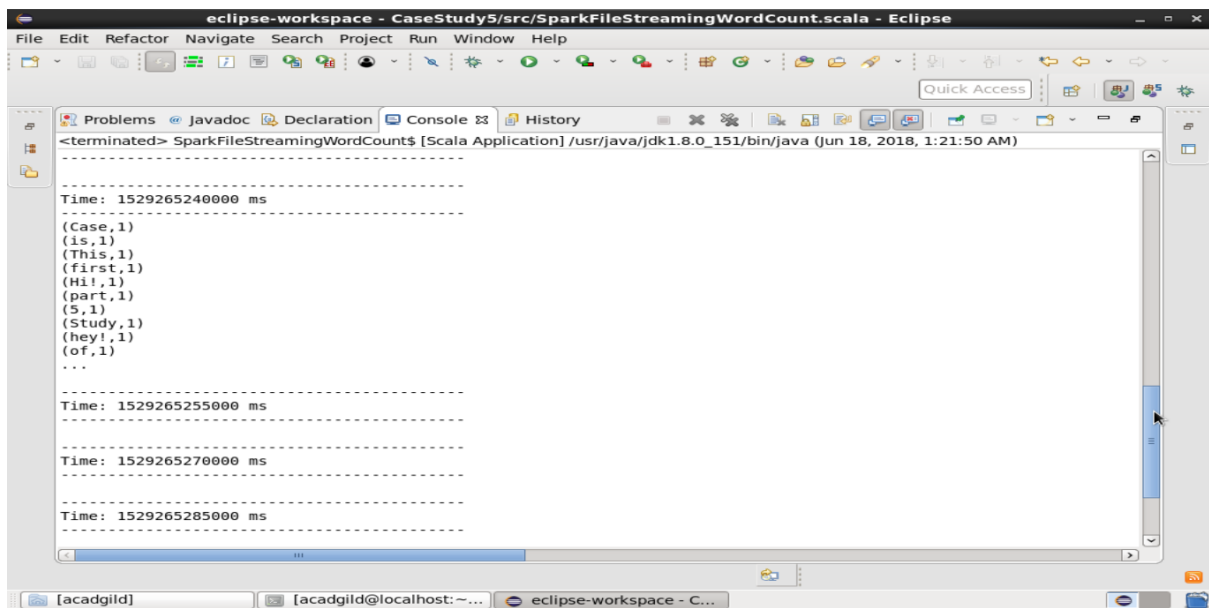 eclipse-workspace - CaseStudy5/src/SparkFileStreamingWordCount.scala - Eclipse
File Edit Refactor Navigate Search Project Run Window Help
Quick Access
Problems Javadoc Declaration Console History
<terminated> SparkFileStreamingWordCount$ [Scala Application] /usr/java/jdk1.8.0_151/bin/java (Jun 18, 2018, 1:21:50 AM)
-------------------------------------------
-------------------------------------------
Time: 1529265240000 ms
-------------------------------------------
(Case,1)
(is,1)
(This,1)
(first,1)
(Hi!,1)
(part,1)
(5,1)
(Study,1)
(hey!,1)
(of,1)
...
-------------------------------------------
Time: 1529265255000 ms
-------------------------------------------
-------------------------------------------
Time: 1529265270000 ms
-------------------------------------------
-------------------------------------------
Time: 1529265285000 ms
-------------------------------------------
[acadgild] [acadgild@localhost:~... eclipse-workspace - C...